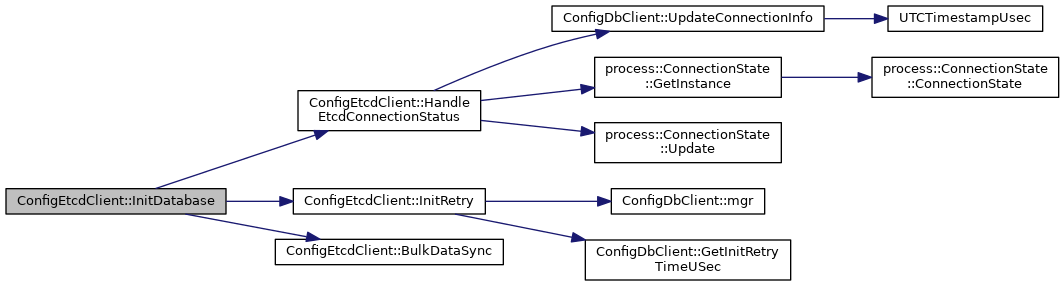 ConfigDbClient::UpdateConnectionInfo
UTCTimestampUsec
process::ConnectionState
::GetInstance
process::ConnectionState
::ConnectionState
ConfigEtcdClient::Handle
EtcdConnectionStatus
process::ConnectionState
::Update
ConfigEtcdClient::InitDatabase
ConfigEtcdClient::InitRetry
ConfigDbClient::mgr
ConfigEtcdClient::BulkDataSync
ConfigDbClient::GetInitRetry
TimeUSec